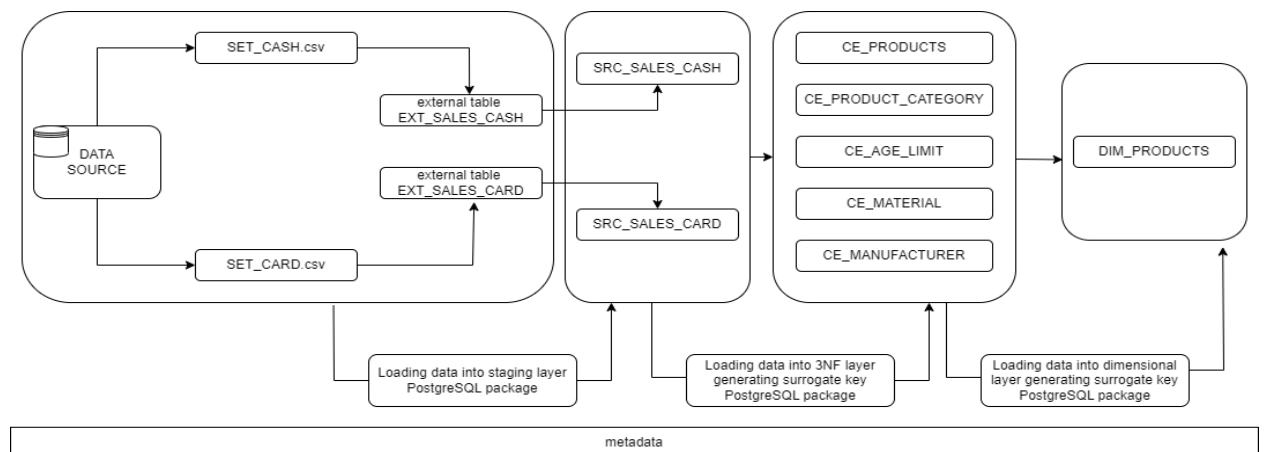 SET_CASH.csv
external table
EXT_SALES_CASH
DATA
SOURCE
external table
EXT_SALES_CARD
SET_CARD.csv
SRC_SALES_CASH
SRC_SALES_CARD
CE_PRODUCTS
CE_PRODUCT_CATEGORY
CE_AGE_LIMIT
CE_MATERIAL
CE_MANUFACTURER
DIM_PRODUCTS
Loading data into staging layer
PostgreSQL package
Loading data into 3NF layer
generating surrogate key
PostgreSQL package
Loading data into dimensional
layer generating surrogate key
PostgreSQL package
metadata